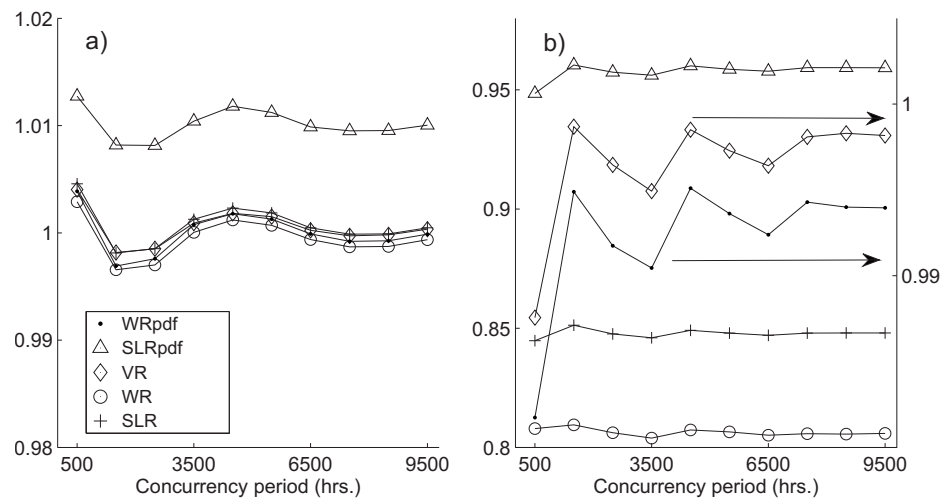 1.02
a)
1.01
1
0.99
0.98
WRpdf
SLRpdf
VR
WR
SLR
500 3500 6500 9500
Concurrency period (hrs.)
b)
0.95
0.9
0.85
0.8
1
0.99
500 3500 6500 9500
Concurrency period (hrs.)